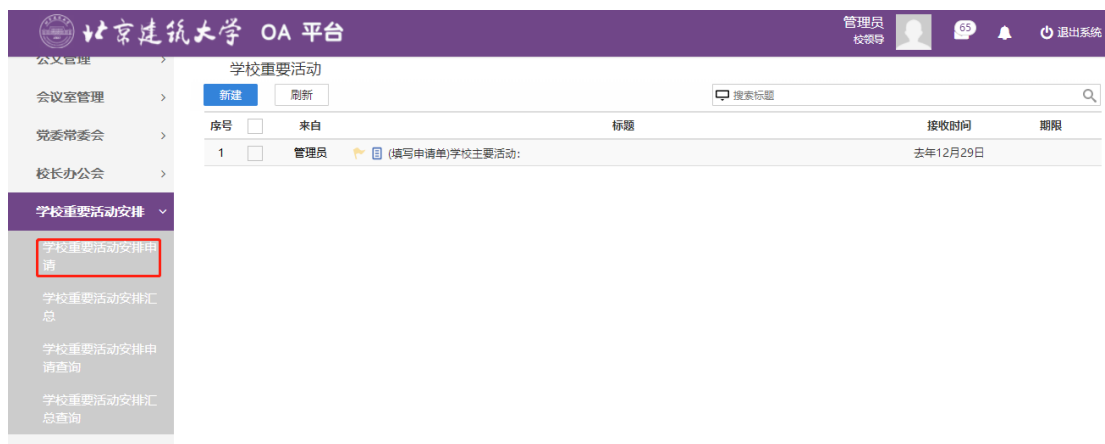 北京建筑大学 OA 平台
管理员
校领导
65
退出系统
公文管理
会议室管理
党委常委会
校长办公会
学校重要活动安排
学校重要活动安排申
请
学校重要活动安排汇
总
学校重要活动安排申
请查询
学校重要活动安排汇
总查询
学校重要活动
新建 刷新 搜索标题
序号 来自 标题 接收时间 期限
1 管理员 (填写申请单)学校主要活动: 去年12月29日